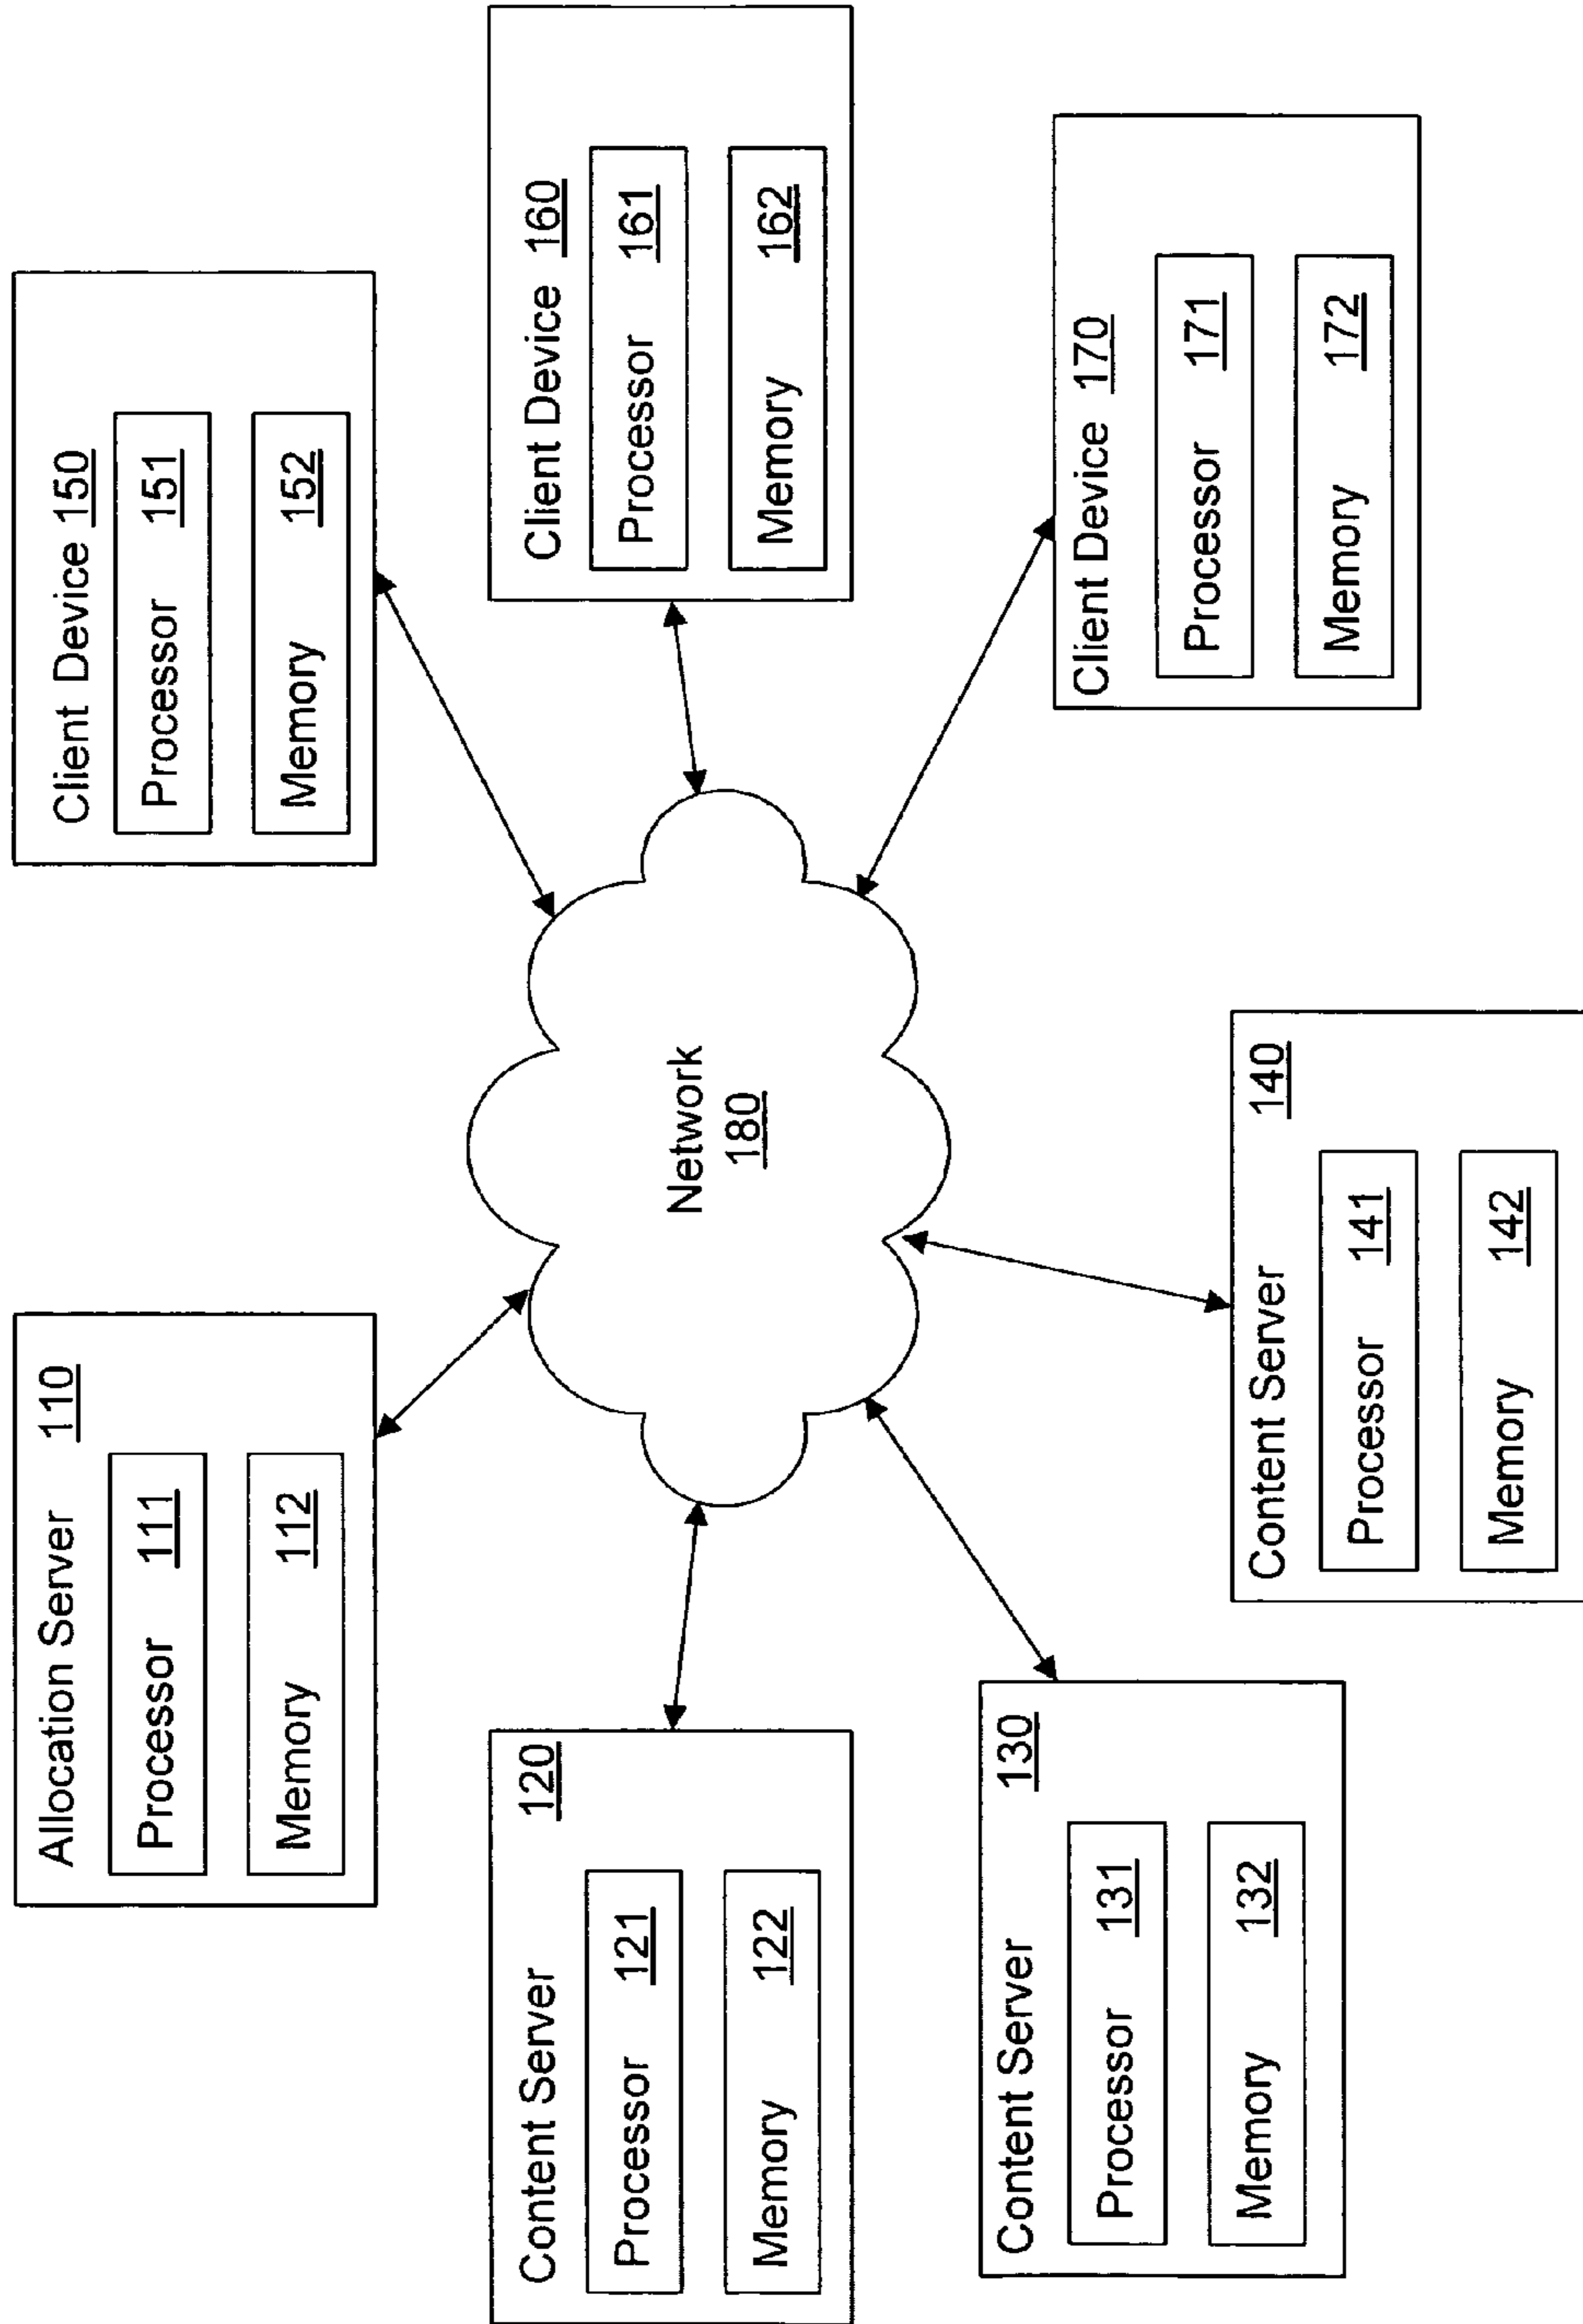 Allocation Server 110
Processor 111
Memory 112
Client Device 150
Processor 151
Memory 152
Content Server 120
Processor 121
Memory 122
Network
180
Client Device 160
Processor 161
Memory 162
Content Server 130
Processor 131
Memory 132
Content Server 140
Processor 141
Memory 142
Client Device 170
Processor 171
Memory 172